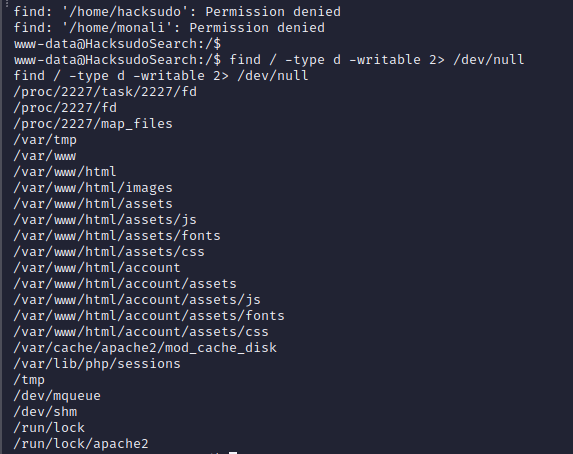 find: '/home/hacksudo': Permission denied
find: '/home/monali': Permission denied
www-data@HacksudoSearch:/$
www-data@HacksudoSearch:/$ find / -type d -writable 2> /dev/null
find / -type d -writable 2> /dev/null
/proc/2227/task/2227/fd
/proc/2227/fd
/proc/2227/map_files
/var/tmp
/var/www
/var/www/html
/var/www/html/images
/var/www/html/assets
/var/www/html/assets/js
/var/www/html/assets/fonts
/var/www/html/assets/css
/var/www/html/account
/var/www/html/account/assets
/var/www/html/account/assets/js
/var/www/html/account/assets/fonts
/var/www/html/account/assets/css
/var/cache/apache2/mod_cache_disk
/var/lib/php/sessions
/tmp
/dev/mqueue
/dev/shm
/run/lock
/run/lock/apache2